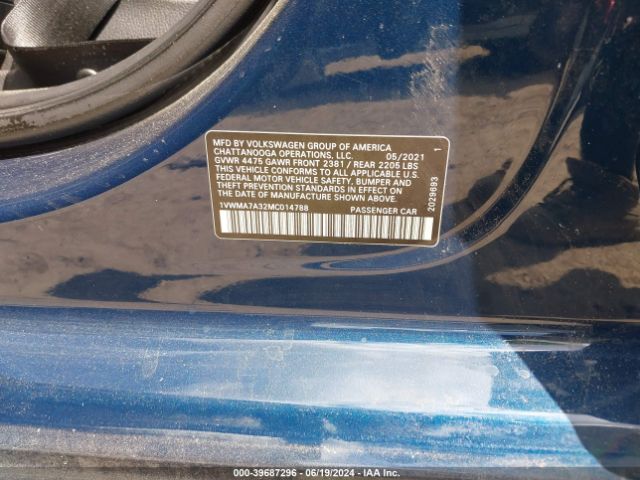 MFD BY VOLKSWAGEN GROUP OF AMERICA
CHATTANOOGA OPERATIONS, LLC. 05/2021 1
GVWR 4475 GAWR FRONT 2381 / REAR 2205 LBS
THIS VEHICLE CONFORMS TO ALL APPLICABLE U.S.
FEDERAL MOTOR VEHICLE SAFETY, BUMPER AND
THEFT PREVENTION STANDARDS IN EFFECT ON THE
DATE OF MANUFACTURE SHOWN ABOVE.
1VWMA7A32MC014788 PASSENGER CAR
2029693
000-39687296 - 06/19/2024 - IAA Inc.